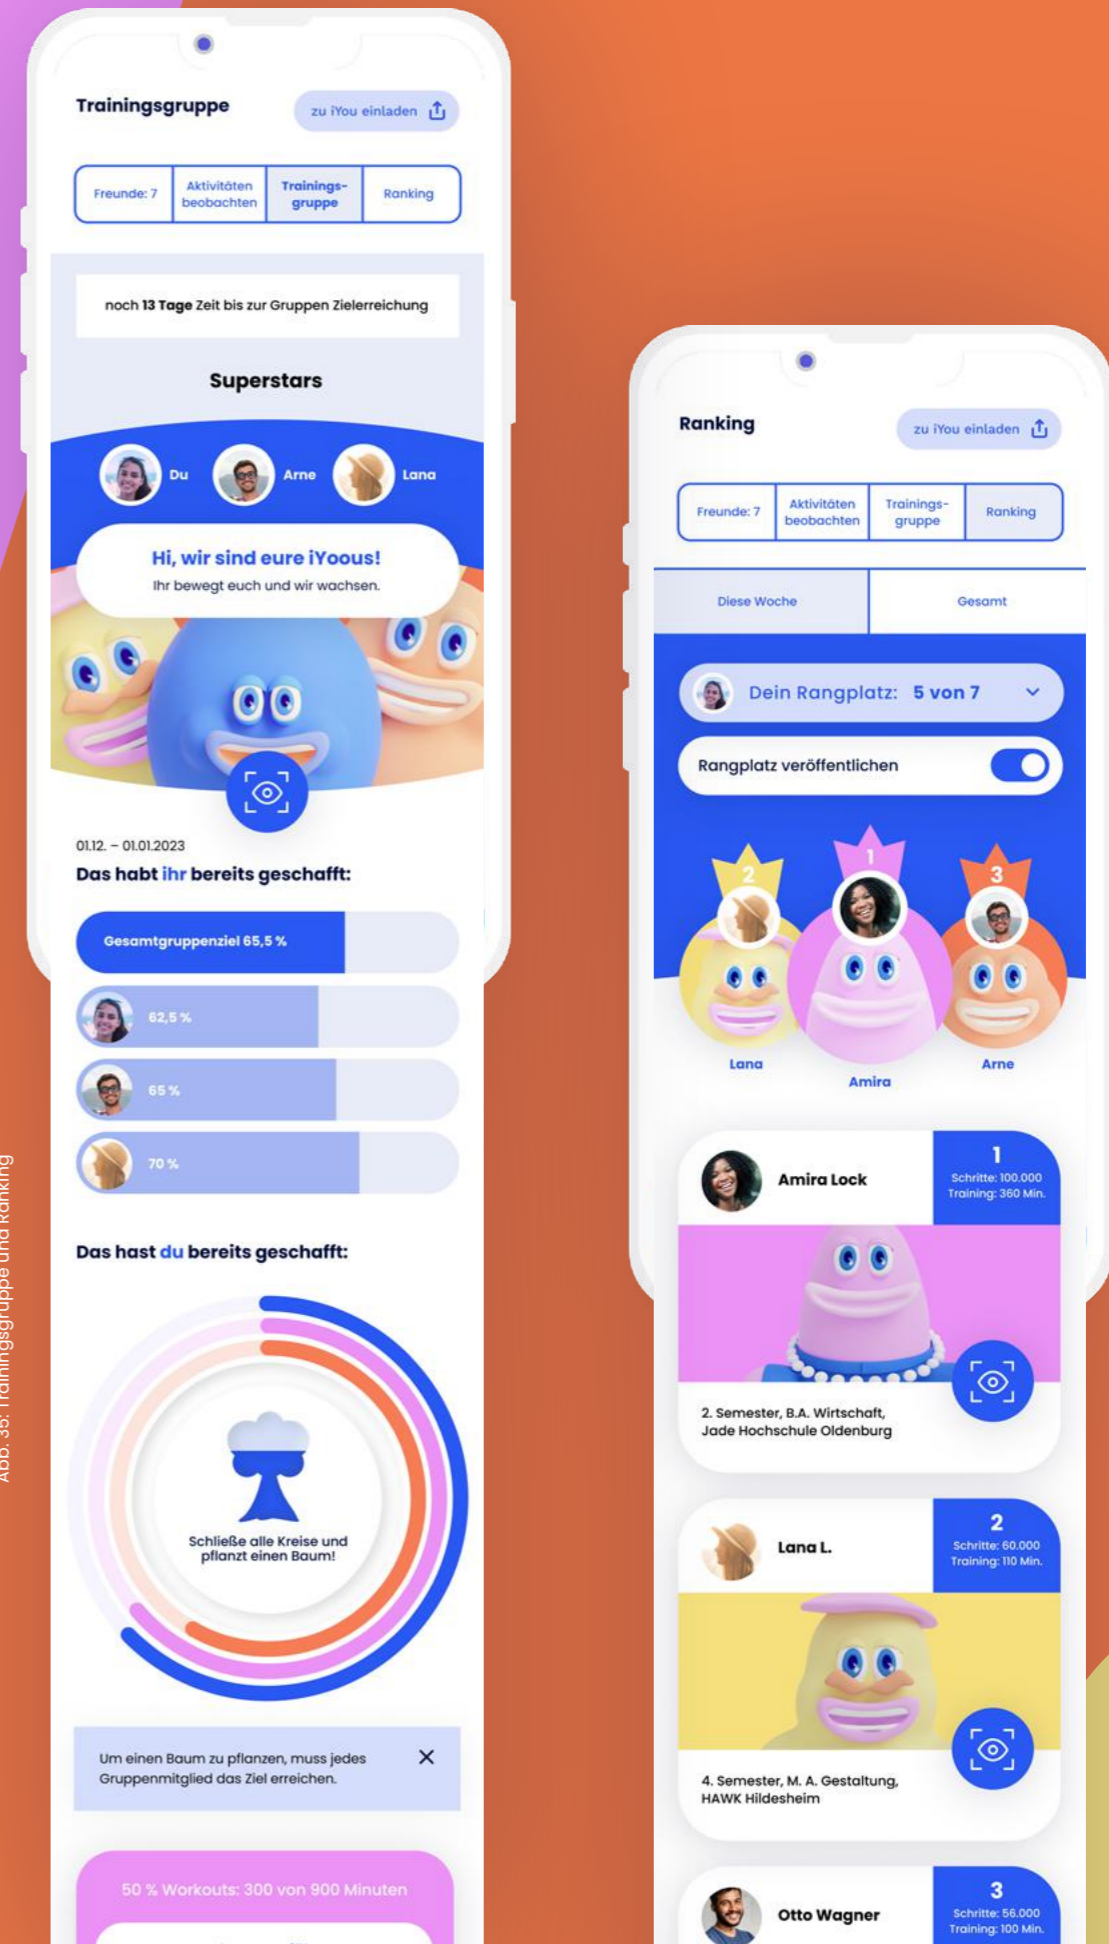 Trainingsgruppe
zu iYou einladen
Freunde: 7
Aktivitäten
beobachten
Trainings-
gruppe
Ranking
noch 13 Tage Zeit bis zur Gruppen Zielerreichung
Superstars
Du
Arne
Lana
Hi, wir sind eure iYoous!
Ihr bewegt euch und wir wachsen.
01.12. – 01.01.2023
Das habt ihr bereits geschafft:
Gesamtgruppenziel 65,5 %
62,5 %
65 %
70 %
Das hast du bereits geschafft:
Schließe alle Kreise und
pflanzt einen Baum!
Um einen Baum zu pflanzen, muss jedes
Gruppenmitglied das Ziel erreichen.
50 % Workouts: 300 von 900 Minuten
Abb. 35: Trainingsgruppe und Ranking
Ranking
zu iYou einladen
Freunde: 7
Aktivitäten
beobachten
Trainings-
gruppe
Ranking
Diese Woche
Gesamt
Dein Rangplatz: 5 von 7
Rangplatz veröffentlichen
2
1
3
Lana
Amira
Arne
Amira Lock
1
Schritte: 100.000
Training: 360 Min.
2. Semester, B.A. Wirtschaft,
Jade Hochschule Oldenburg
Lana L.
2
Schritte: 60.000
Training: 110 Min.
4. Semester, M. A. Gestaltung,
HAWK Hildesheim
Otto Wagner
3
Schritte: 56.000
Training: 100 Min.